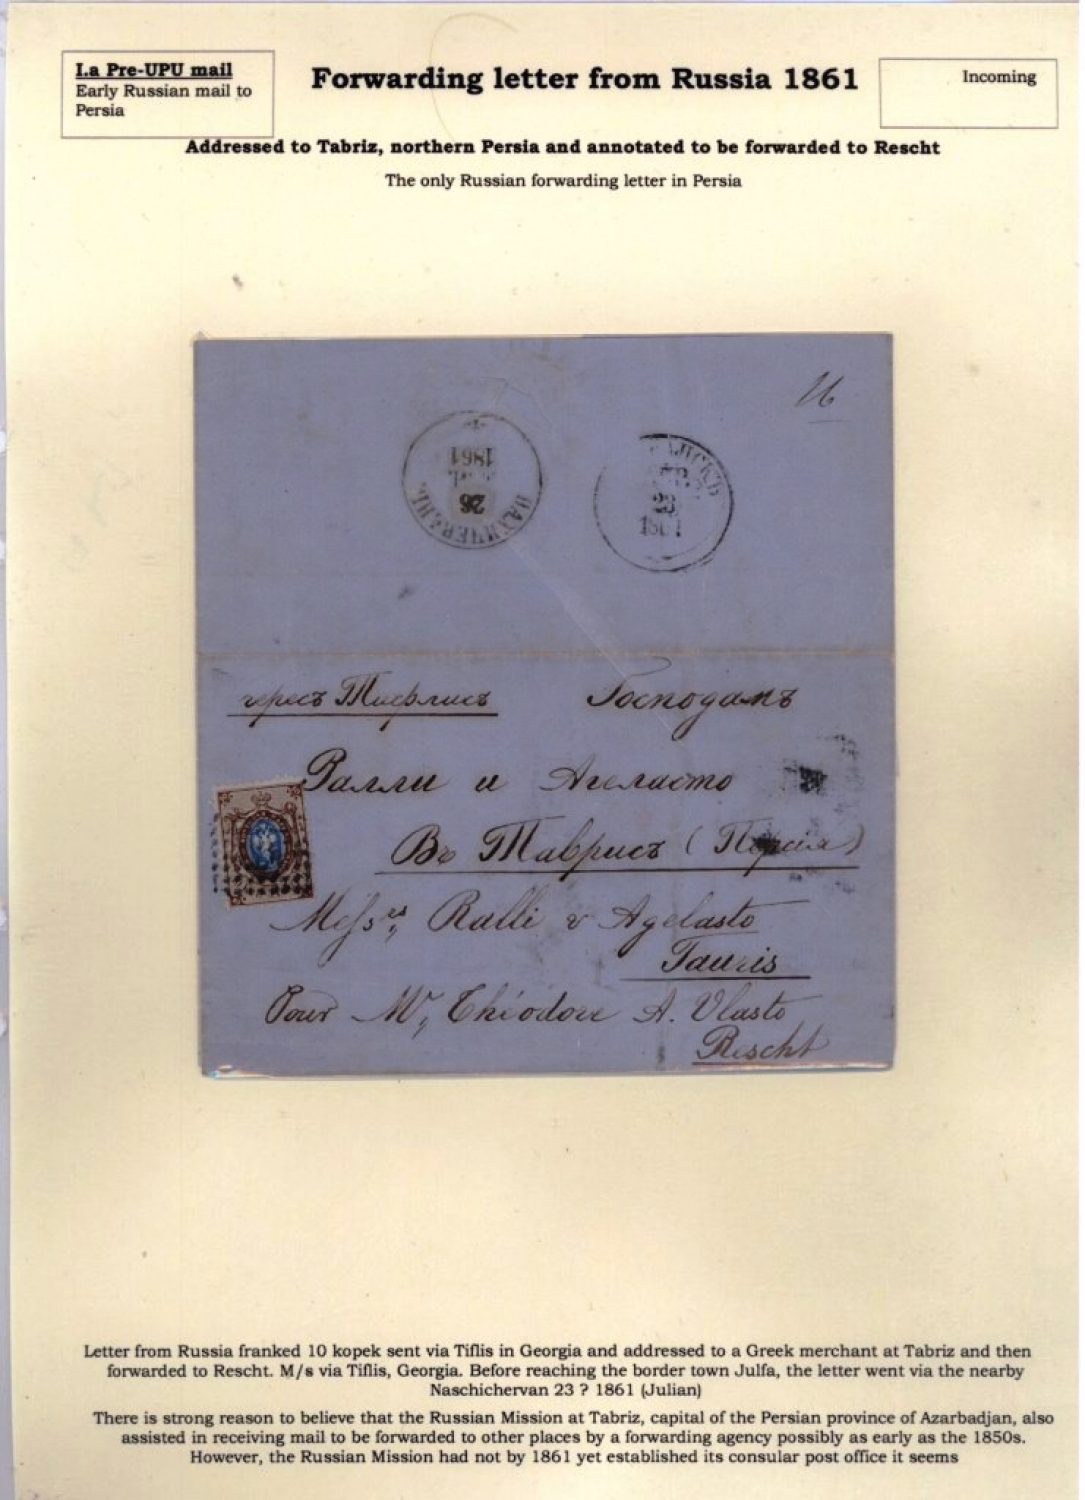 I.a Pre-UPU mail
Early Russian mail to
Persia
Forwarding letter from Russia 1861
Incoming
Addressed to Tabriz, northern Persia and annotated to be forwarded to Rescht
The only Russian forwarding letter in Persia
16
1861
26
НАХИЧЕВАНЬ
23
1861
чересъ Тифлисъ Господамъ
Ралли и Агеласто
Въ Таврисъ (Персия)
Messrs, Ralli & Agelasto
Tauris
Pour Mr, Théodore A. Vlasto
Rescht
Letter from Russia franked 10 kopek sent via Tiflis in Georgia and addressed to a Greek merchant at Tabriz and then
forwarded to Rescht. M/s via Tiflis, Georgia. Before reaching the border town Julfa, the letter went via the nearby
Naschichervan 23 ? 1861 (Julian)
There is strong reason to believe that the Russian Mission at Tabriz, capital of the Persian province of Azarbadjan, also
assisted in receiving mail to be forwarded to other places by a forwarding agency possibly as early as the 1850s.
However, the Russian Mission had not by 1861 yet established its consular post office it seems